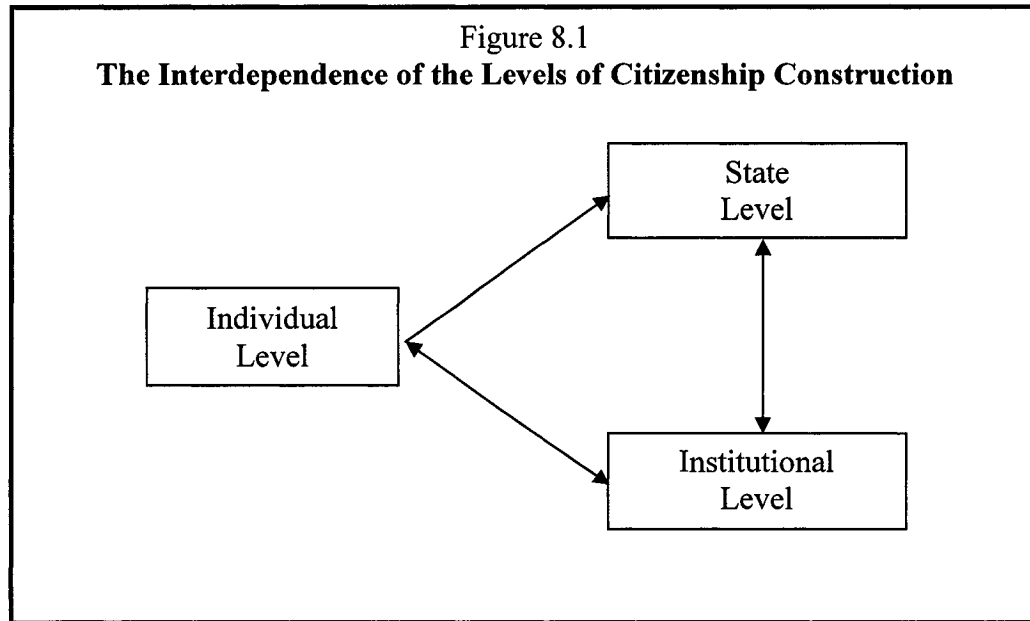 Figure 8.1
The Interdependence of the Levels of Citizenship Construction
State
Level
Individual
Level
Institutional
Level